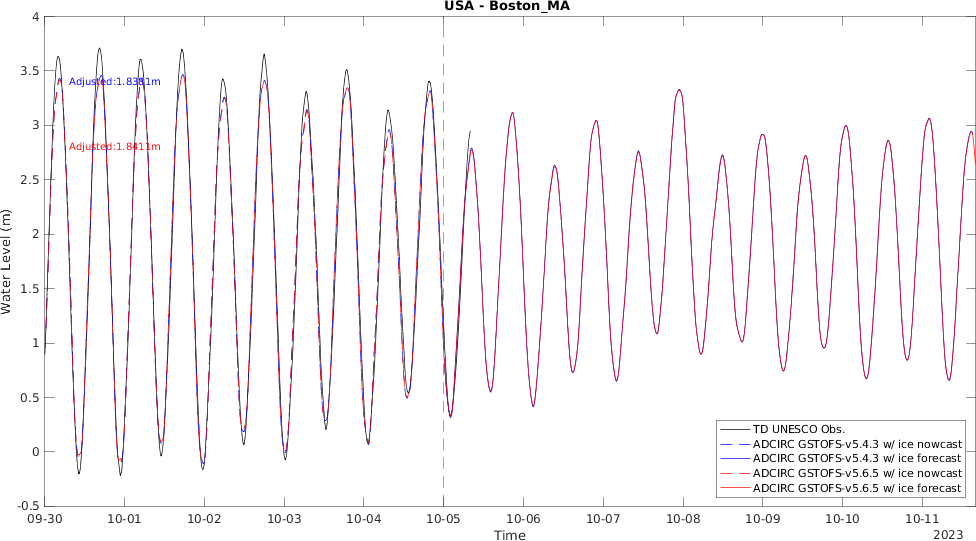 USA - Boston_MA
4
3.5
3
2.5
2
1.5
1
0.5
0
-0.5
Water Level (m)
Adjusted:1.8381m
Adjusted:1.8411m
TD UNESCO Obs.
ADCIRC GSTOFS-v5.4.3 w/ ice nowcast
ADCIRC GSTOFS-v5.4.3 w/ ice forecast
ADCIRC GSTOFS-v5.6.5 w/ ice nowcast
ADCIRC GSTOFS-v5.6.5 w/ ice forecast
09-30 10-01 10-02 10-03 10-04 10-05 10-06 10-07 10-08 10-09 10-10 10-11
Time
2023